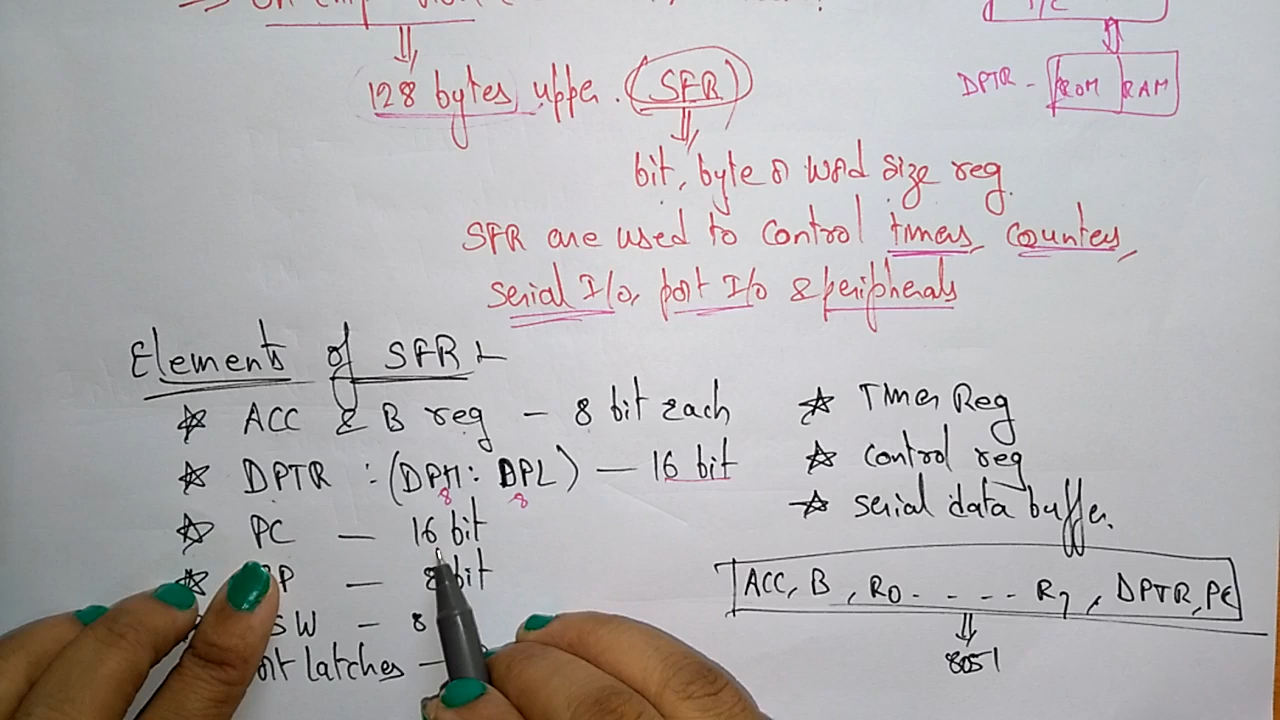 128 bytes upper (SFR)
DPTR - ROM RAM
bit, byte & word size reg.
SFR are used to control timers, counters,
serial I/O, port I/O & peripherals
Elements of SFR :-
ACC & B reg - 8 bit each
DPTR : (DPH : DPL) - 16 bit
8 8
PC - 16 bit
P - 8 bit
SW - 8
latches -
Timer Reg
control reg
serial data buffer.
ACC, B, R0. - - - - R7, DPTR, PC
8051